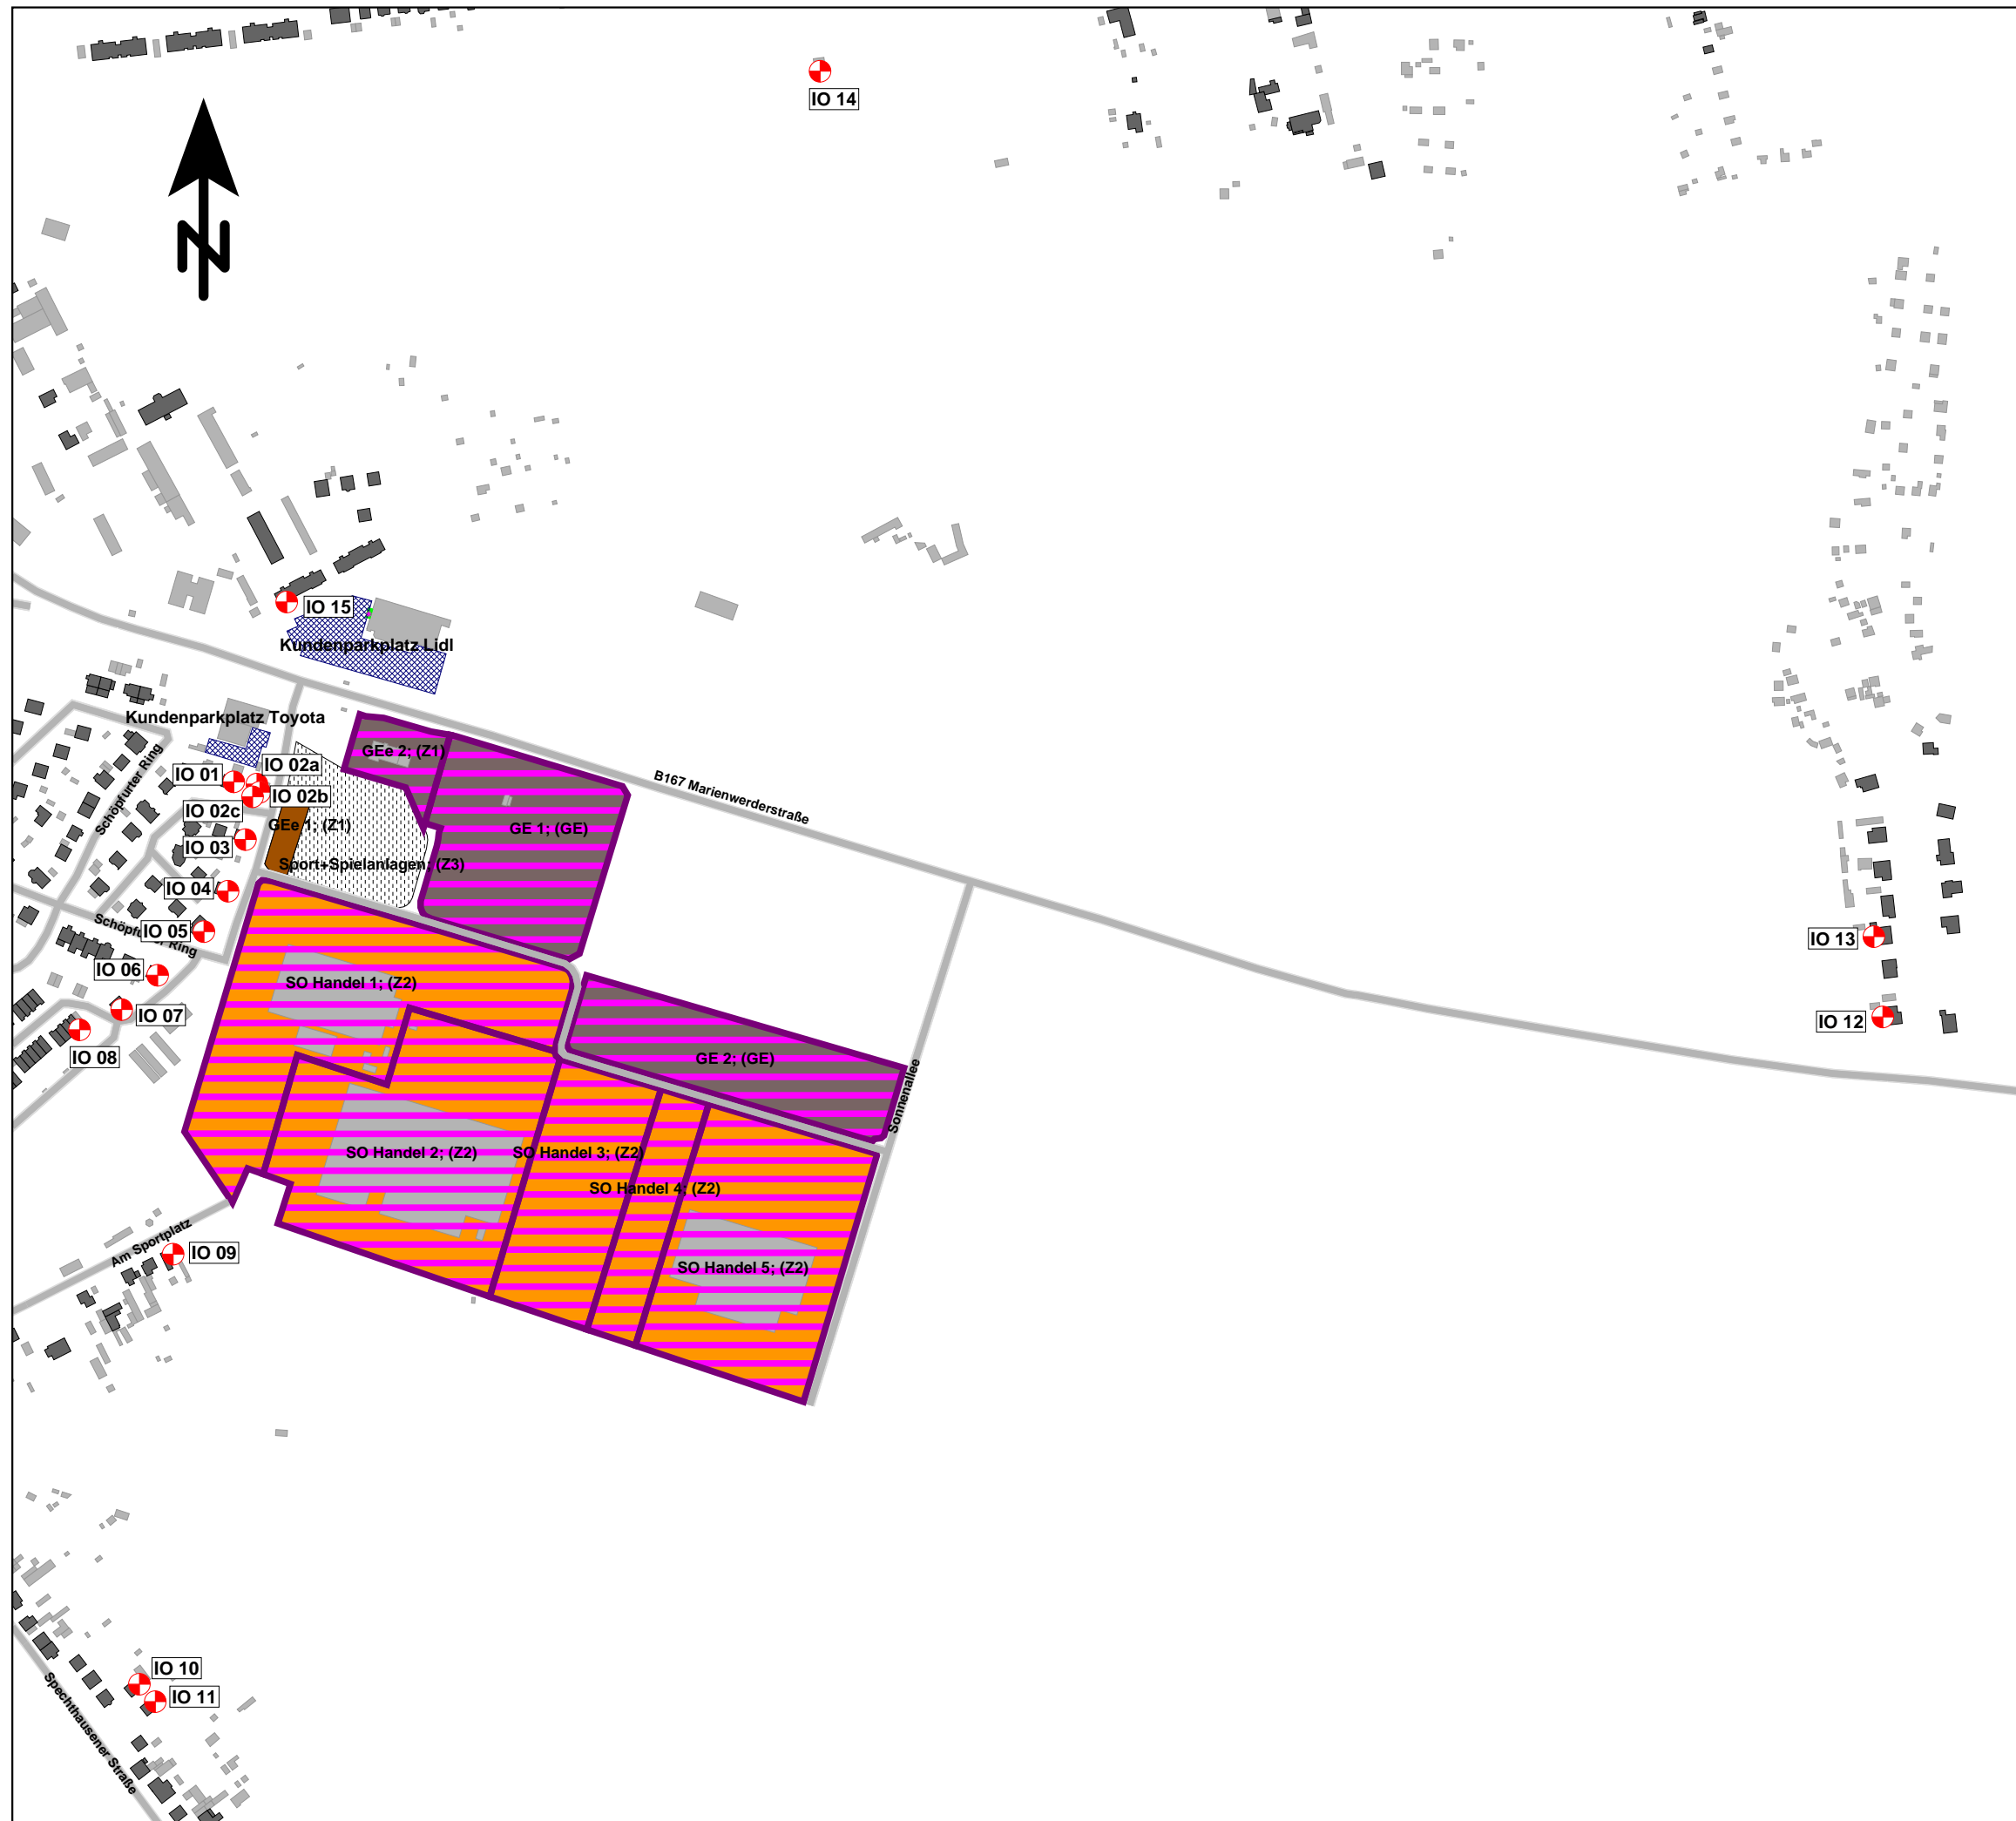 IO 14
N
IO 15
Kundenparkplatz Lidl
Kundenparkplatz Toyota
GEe 2; (Z1)
IO 02a
IO 01
B167 Marienwerderstraße
IO 02b
Schöpfurter Ring
IO 02c
GEe 1; (Z1)
GE 1; (GE)
IO 03
Sport+Spielanlagen; (Z3)
IO 04
Schöpfurter Ring
IO 05
IO 13
IO 06
SO Handel 1; (Z2)
IO 07
IO 12
IO 08
GE 2; (GE)
Sonnenallee
SO Handel 2; (Z2)
SO Handel 3; (Z2)
SO Handel 4; (Z2)
Am Sportplatz
IO 09
SO Handel 5; (Z2)
IO 10
IO 11
Spechthausener Straße